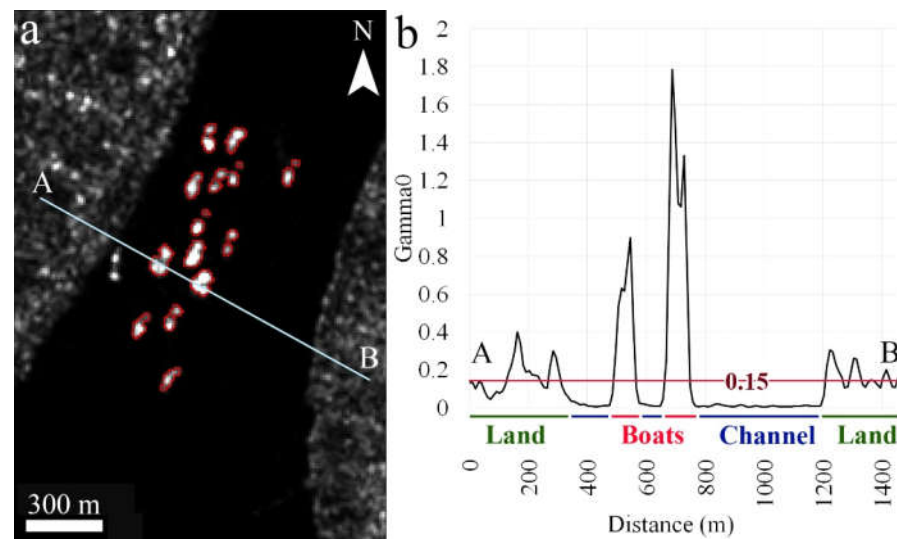 a
N
A
B
300 m
b
2
1.8
1.6
1.4
1.2
1
0.8
0.6
0.4
0.2
0
Gamma0
A
B
0.15
Land
Boats
Channel
Land
0
200
400
600
800
1000
1200
1400
Distance (m)